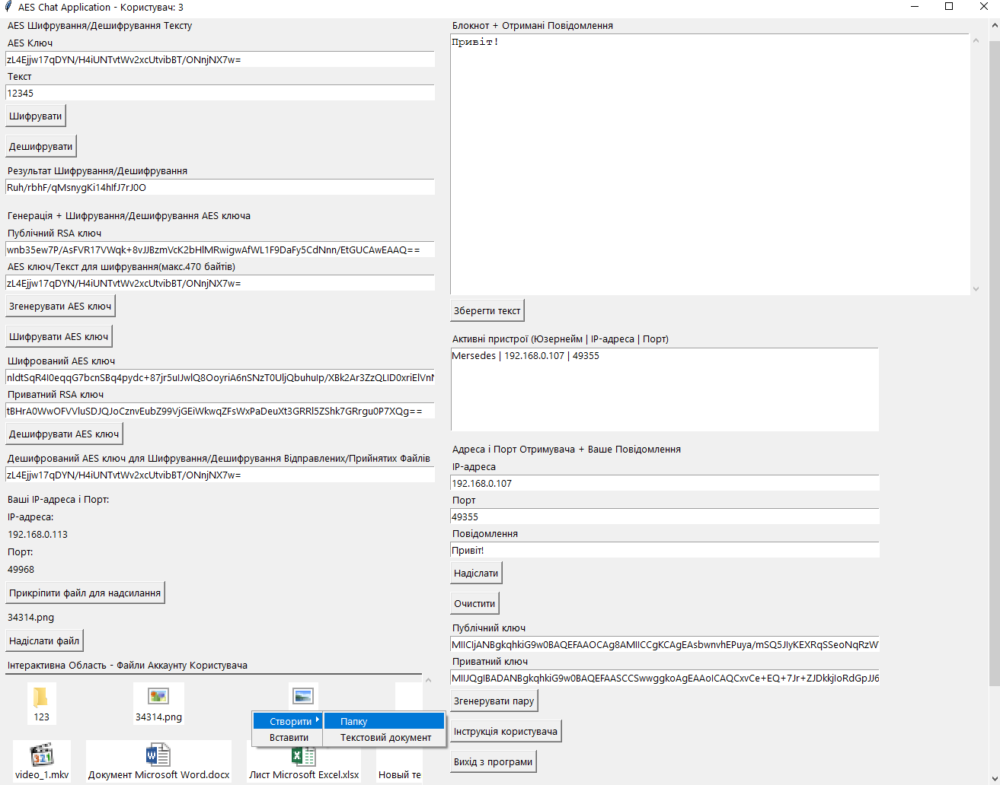 AES Chat Application - Користувач: 3
AES Шифрування/Дешифрування Тексту
AES Ключ
zL4Ejjw17qDYN/H4iUNTvtWv2xcUtvibBT/ONnjNX7w=
Текст
12345
Шифрувати
Дешифрувати
Результат Шифрування/Дешифрування
Ruh/rbhF/qMsnygKi14hIfJ7rJ0O
Генерація + Шифрування/Дешифрування AES ключа
Публічний RSA ключ
wnb35ew7P/AsFVR17VWqk+8vJJBzmVcK2bHlMRwigwAfWL1F9DaFy5CdNnn/EtGUCAwEAAQ==
AES ключ/Текст для шифрування(макс.470 байтів)
zL4Ejjw17qDYN/H4iUNTvtWv2xcUtvibBT/ONnjNX7w=
Згенерувати AES ключ
Шифрувати AES ключ
Шифрований AES ключ
nldtSqR4I0eqqG7bcnSBq4pydc+87jr5uIJwlQ8OoyriA6nSNzT0UljQbuhuIp/XBk2Ar3ZzQLID0xriElVnN
Приватний RSA ключ
tBHrA0WwOFVVluSDJQJoCznvEubZ99VjGEiWkwqZFsWxPaDeuXt3GRRl5ZShk7GRrgu0P7XQg==
Дешифрувати AES ключ
Дешифрований AES ключ для Шифрування/Дешифрування Відправлених/Прийнятих Файлів
zL4Ejjw17qDYN/H4iUNTvtWv2xcUtvibBT/ONnjNX7w=
Ваші IP-адреса і Порт:
IP-адреса:
192.168.0.113
Порт:
49968
Прикріпити файл для надсилання
34314.png
Надіслати файл
Інтерактивна Область - Файли Аккаунту Користувача
123
34314.png
Створити
Вставити
Папку
Текстовий документ
video_1.mkv
Документ Microsoft Word.docx
Лист Microsoft Excel.xlsx
Новый те
Блокнот + Отримані Повідомлення
Привіт!
Зберегти текст
Активні пристрої (Юзернейм | IP-адреса | Порт)
Mersedes | 192.168.0.107 | 49355
Адреса і Порт Отримувача + Ваше Повідомлення
IP-адреса
192.168.0.107
Порт
49355
Повідомлення
Привіт!
Надіслати
Очистити
Публічний ключ
MIICIjANBgkqhkiG9w0BAQEFAAOCAg8AMIICCgKCAgEAsbwnvhEPuya/mSQ5JIyKEXRqSSeoNqRzW
Приватний ключ
MIIJQgIBADANBgkqhkiG9w0BAQEFAASCCSwwggkoAgEAAoICAQCxvCe+EQ+7Jr+ZJDkkjIoRdGpJJ6
Згенерувати пару
Інструкція користувача
Вихід з програми